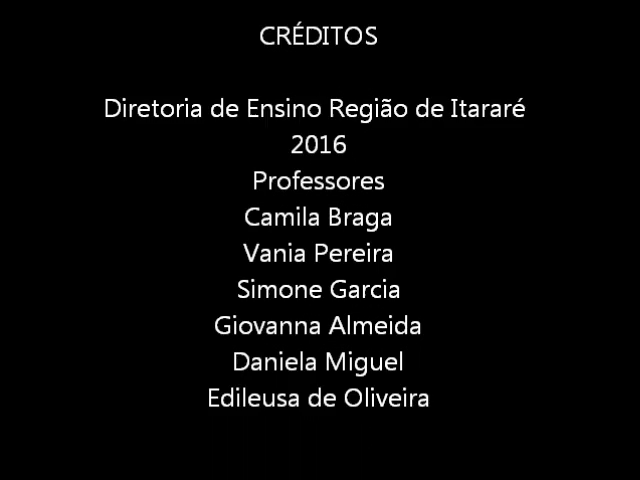 CRÉDITOS
Diretoria de Ensino Região de Itararé
2016
Professores
Camila Braga
Vania Pereira
Simone Garcia
Giovanna Almeida
Daniela Miguel
Edileusa de Oliveira